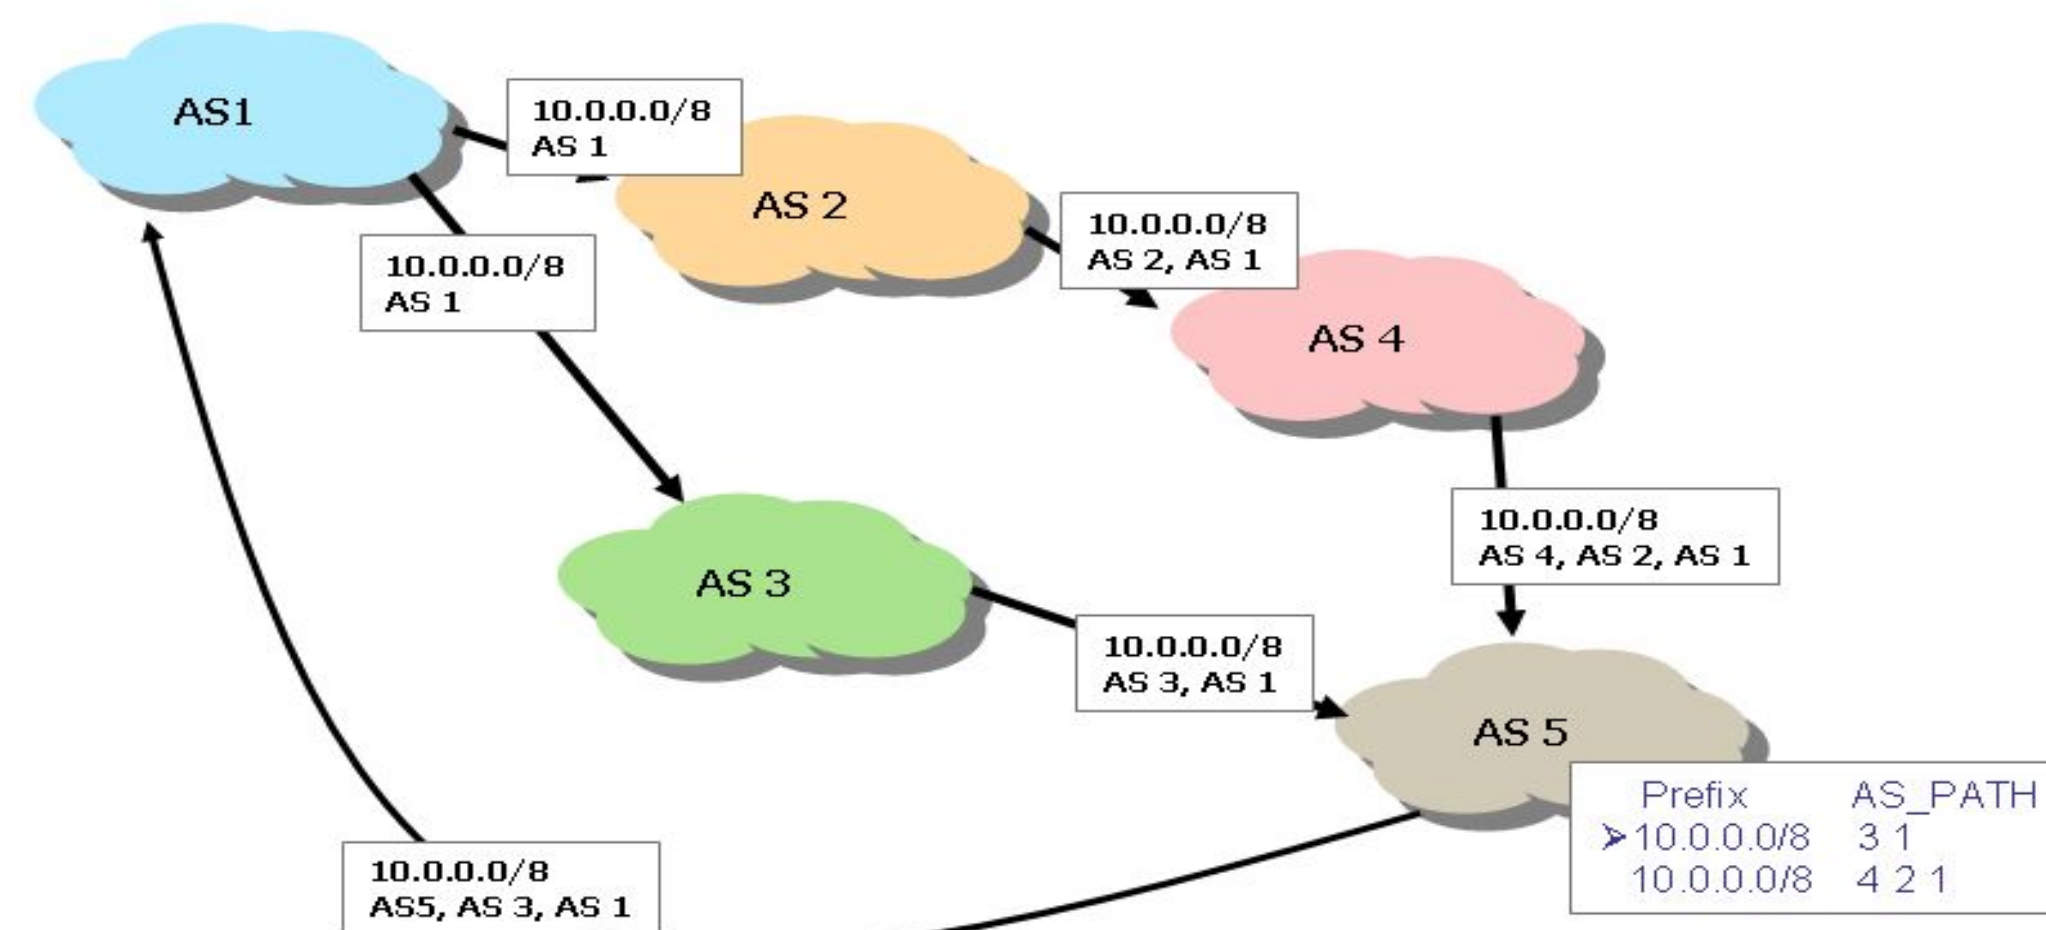 AS1
10.0.0.0/8
AS 1
AS 2
10.0.0.0/8
AS 2, AS 1
10.0.0.0/8
AS 1
AS 4
10.0.0.0/8
AS 4, AS 2, AS 1
AS 3
10.0.0.0/8
AS 3, AS 1
AS 5
Prefix AS_PATH
➢10.0.0.0/8 3 1
10.0.0.0/8 4 2 1
10.0.0.0/8
AS5, AS 3, AS 1